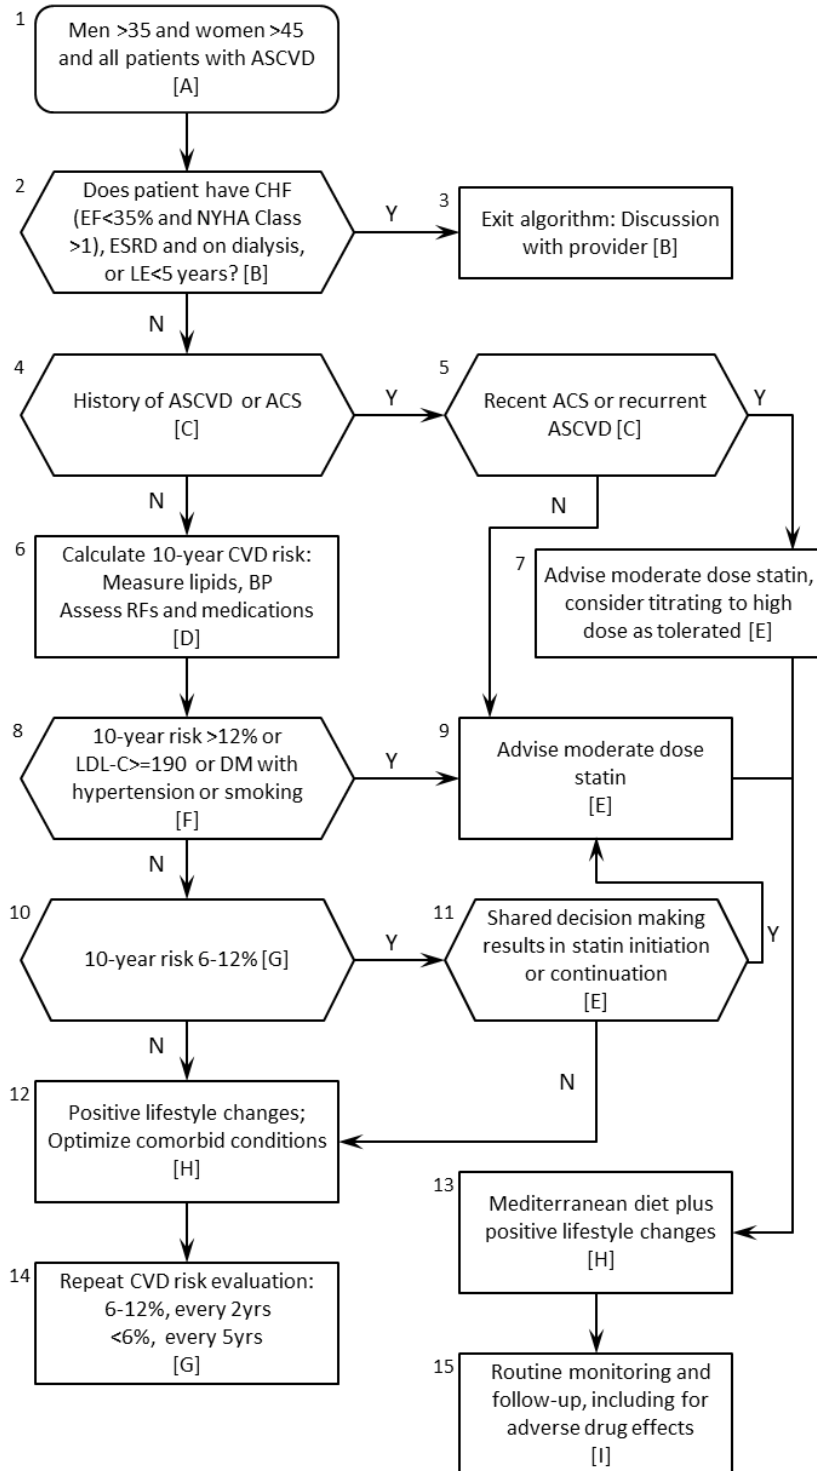 1
Men >35 and women >45
and all patients with ASCVD
[A]
2
Does patient have CHF
(EF<35% and NYHA Class
>1), ESRD and on dialysis,
or LE<5 years? [B]
Y
3
Exit algorithm: Discussion
with provider [B]
N
4
History of ASCVD or ACS
[C]
Y
5
Recent ACS or recurrent
ASCVD [C]
Y
N
N
6
Calculate 10-year CVD risk:
Measure lipids, BP
Assess RFs and medications
[D]
7
Advise moderate dose statin,
consider titrating to high
dose as tolerated [E]
8
10-year risk >12% or
LDL-C>=190 or DM with
hypertension or smoking
[F]
Y
9
Advise moderate dose
statin
[E]
N
10
10-year risk 6-12% [G]
Y
11
Shared decision making
results in statin initiation
or continuation
[E]
Y
N
N
12
Positive lifestyle changes;
Optimize comorbid conditions
[H]
13
Mediterranean diet plus
positive lifestyle changes
[H]
14
Repeat CVD risk evaluation:
6-12%, every 2yrs
<6%, every 5yrs
[G]
15
Routine monitoring and
follow-up, including for
adverse drug effects
[I]